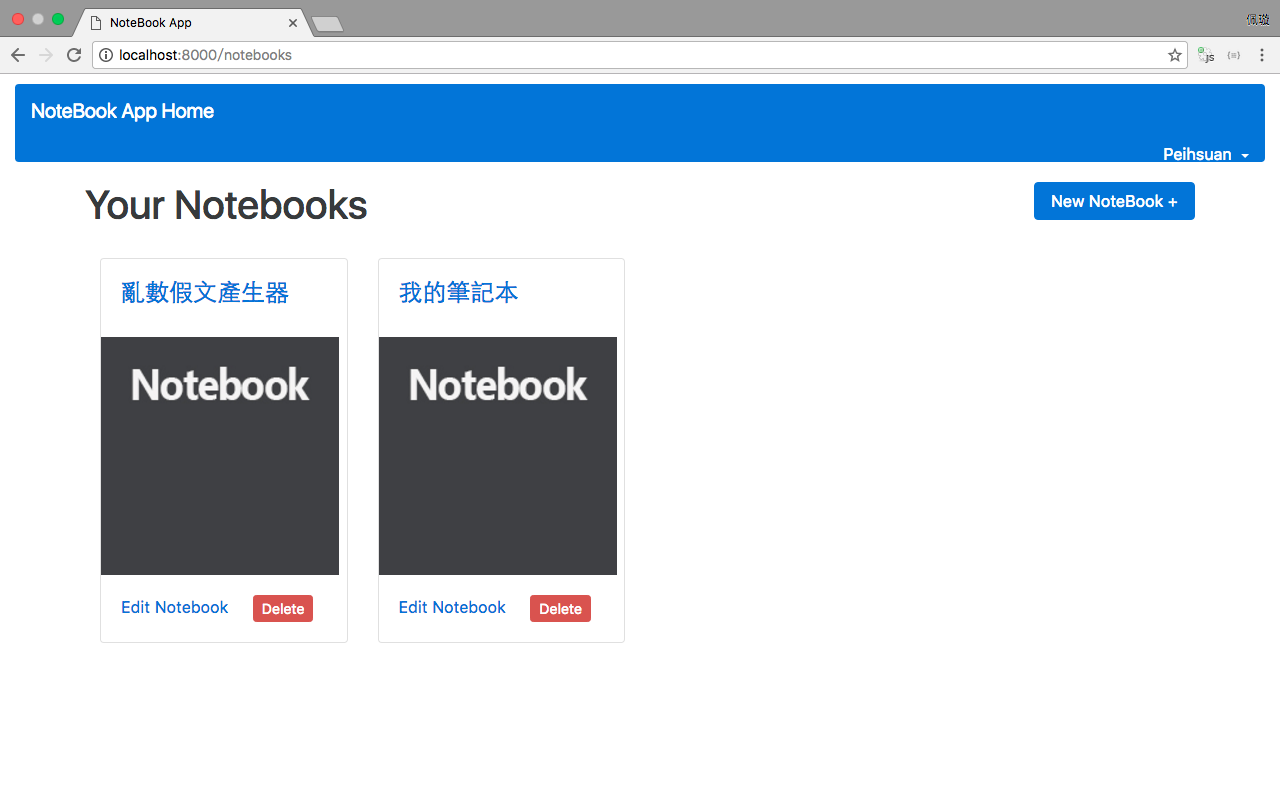 NoteBook App
佩璇
localhost:8000/notebooks
JS
NoteBook App Home
Peihsuan
Your Notebooks
New NoteBook +
亂數假文產生器
我的筆記本
Notebook
Notebook
Edit Notebook
Delete
Edit Notebook
Delete